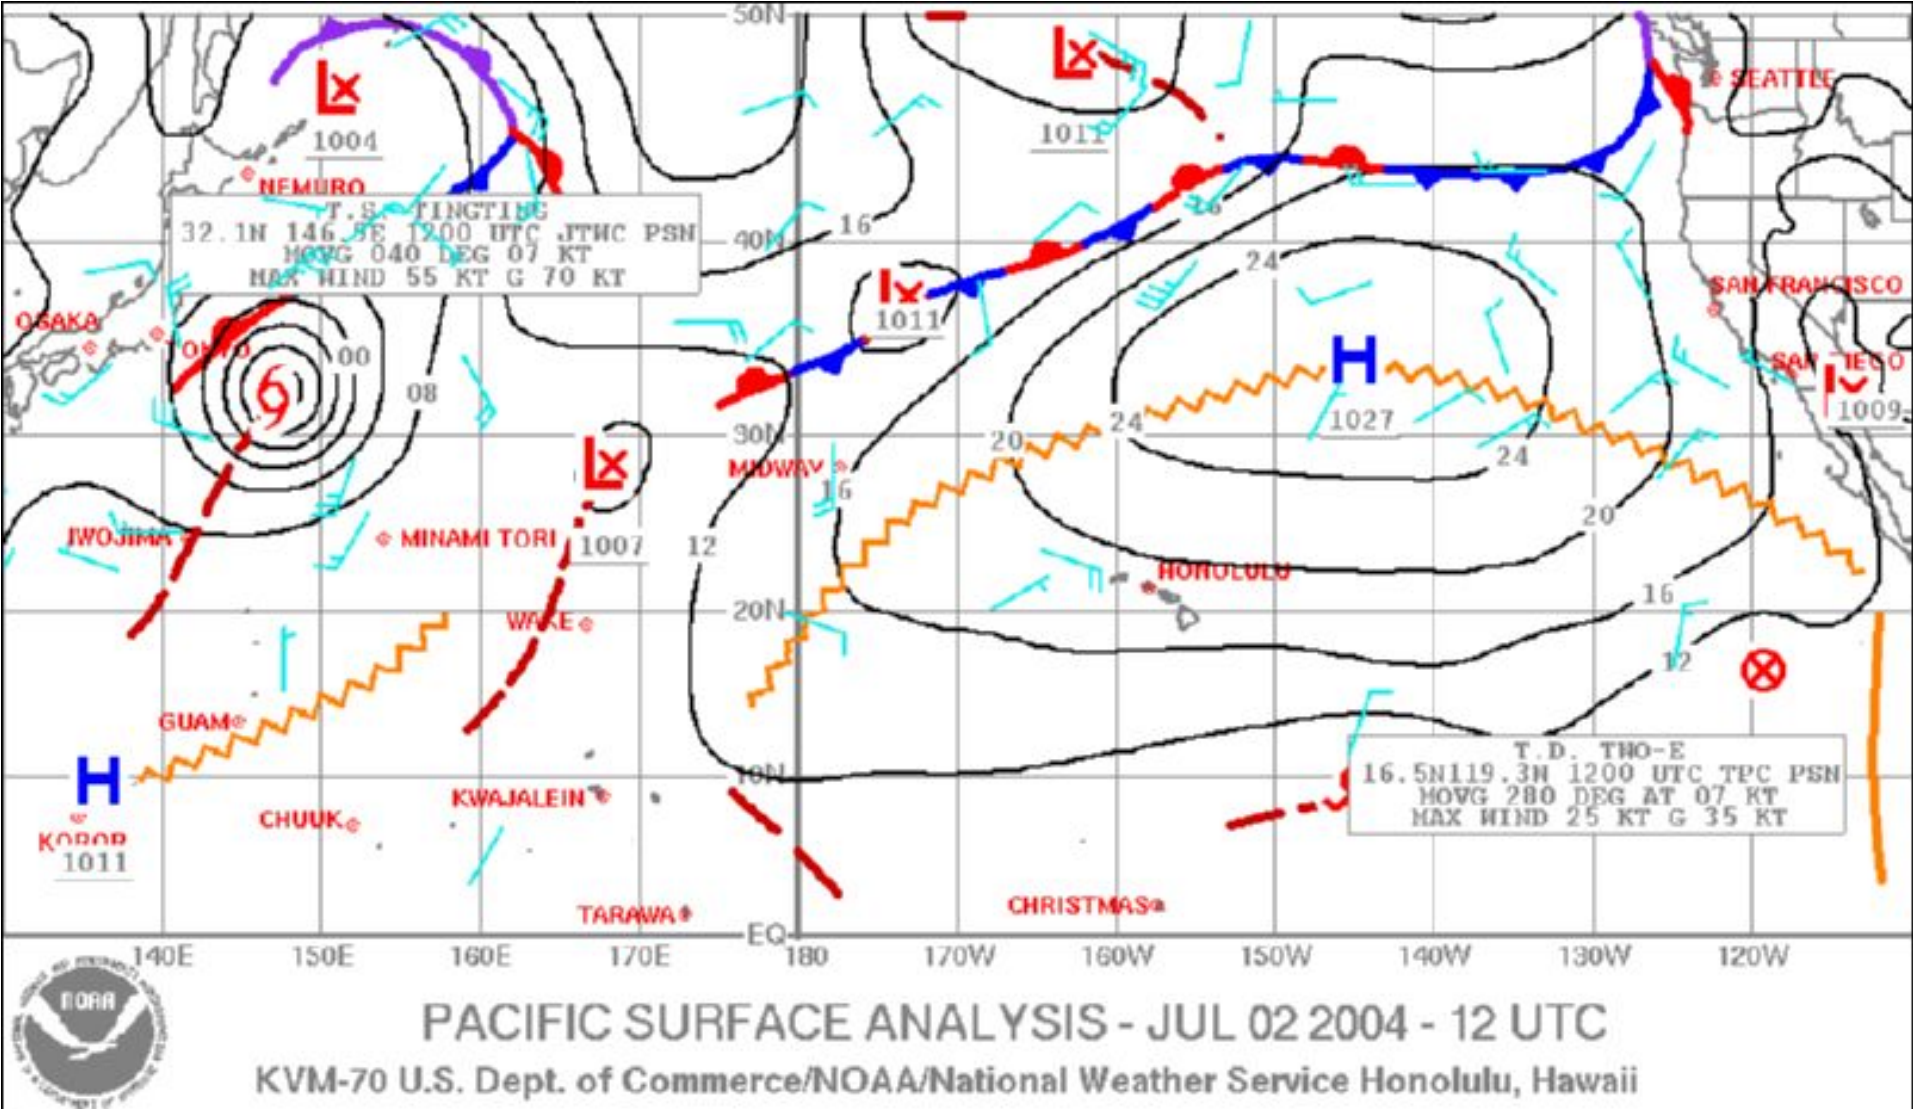 50N
SEATTLE
1004
1011
NEMURO
T.S. TINGTING
32.1N 146.9E 1200 UTC JTWC PSN
MOVG 040 DEG 07 KT
MAX WIND 55 KT G 70 KT
16
16
40N
24
SAN FRANCISCO
OSAKA
1011
TOKYO
00
SAN DIEGO
08
24
1027
1009
20
30N
24
MIDWAY
16
20
IWOJIMA
MINAMI TORI
1007
12
HONOLULU
16
20N
WAKE
12
GUAM
H
T.D. TWO-E
16.5N119.3N 1200 UTC TPC PSN
MOVG 280 DEG AT 07 KT
MAX WIND 25 KT G 35 KT
10N
H
KWAJALEIN
CHUUK
KOROR
1011
TARAWA
CHRISTMAS
EQ
140E 150E 160E 170E 180 170W 160W 150W 140W 130W 120W
NOAA
PACIFIC SURFACE ANALYSIS - JUL 02 2004 - 12 UTC
KVM-70 U.S. Dept. of Commerce/NOAA/National Weather Service Honolulu, Hawaii